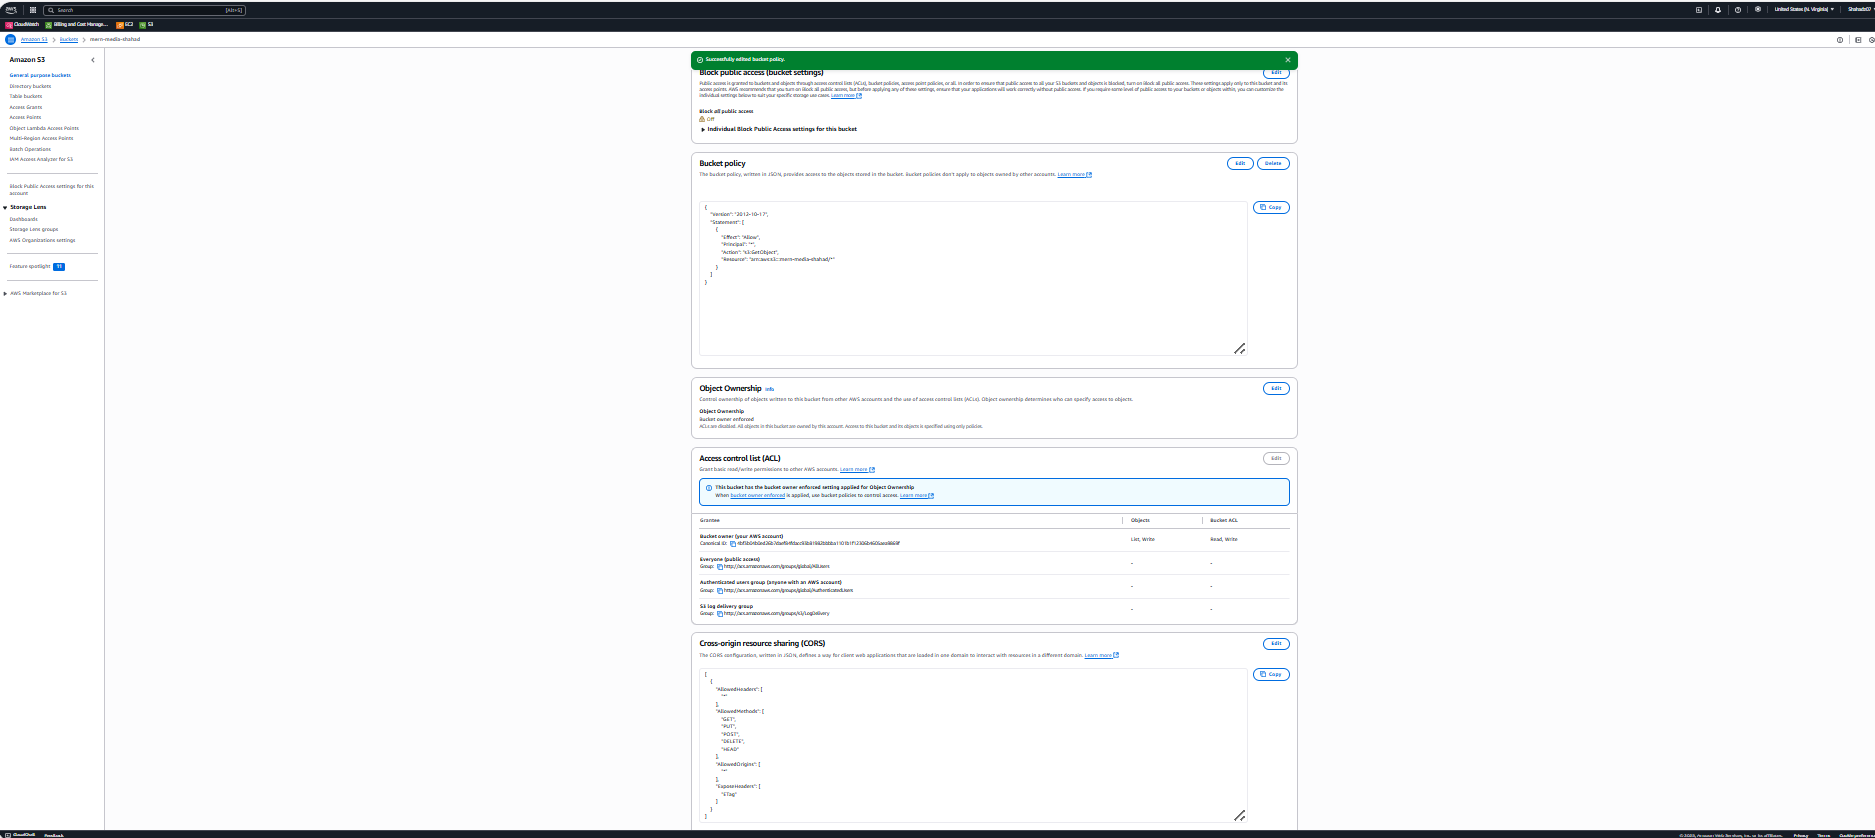 aws
Search
[Alt+S]
United States (N. Virginia)
CloudWatch
Billing and Cost Manage...
EC2
S3
Amazon S3
Buckets
mern-media-shahad
Amazon S3
General purpose buckets
Directory buckets
Table buckets
Access Grants
Access Points
Object Lambda Access Points
Multi-Region Access Points
Batch Operations
IAM Access Analyzer for S3
Block Public Access settings for this
account
Storage Lens
Dashboards
Storage Lens groups
AWS Organizations settings
Feature spotlight 11
AWS Marketplace for S3
Successfully edited bucket policy.
Block public access (bucket settings)
Edit
Public access is granted to buckets and objects through access control lists (ACLs), bucket policies, access point policies, or all. In order to ensure that public access to all your S3 buckets and objects is blocked, turn on Block all public access. These settings apply only to this bucket and its
access points. AWS recommends that you turn on Block all public access, but before applying any of these settings, ensure that your applications will work correctly without public access. If you require some level of public access to your buckets or objects within, you can customize the
individual settings below to suit your specific storage use cases. Learn more
Block all public access
Off
Individual Block Public Access settings for this bucket
Bucket policy
Edit
Delete
The bucket policy, written in JSON, provides access to the objects stored in the bucket. Bucket policies don't apply to objects owned by other accounts. Learn more
Copy
{
"Version": "2012-10-17",
"Statement": [
{
"Effect": "Allow",
"Principal": "*",
"Action": "s3:GetObject",
"Resource": "arn:aws:s3:::mern-media-shahad/*"
}
]
}
Object Ownership Info
Edit
Control ownership of objects written to this bucket from other AWS accounts and the use of access control lists (ACLs). Object ownership determines who can specify access to objects.
Object Ownership
Bucket owner enforced
ACLs are disabled. All objects in this bucket are owned by this account. Access to this bucket and its objects is specified using only policies.
Access control list (ACL)
Edit
Grant basic read/write permissions to other AWS accounts. Learn more
This bucket has the bucket owner enforced setting applied for Object Ownership
When bucket owner enforced is applied, use bucket policies to control access. Learn more
Grantee
Objects
Bucket ACL
Bucket owner (your AWS account)
Canonical ID:
List, Write
Read, Write
Everyone (public access)
Group: http://acs.amazonaws.com/groups/global/AllUsers
-
-
Authenticated users group (anyone with an AWS account)
Group: http://acs.amazonaws.com/groups/global/AuthenticatedUsers
-
-
S3 log delivery group
Group: http://acs.amazonaws.com/groups/s3/LogDelivery
-
-
Cross-origin resource sharing (CORS)
Edit
The CORS configuration, written in JSON, defines a way for client web applications that are loaded in one domain to interact with resources in a different domain. Learn more
Copy
[
{
"AllowedHeaders": [
"*"
],
"AllowedMethods": [
"GET",
"PUT",
"POST",
"DELETE",
"HEAD"
],
"AllowedOrigins": [
"*"
],
"ExposeHeaders": [
"ETag"
]
}
]
CloudShell
Feedback
© 2025, Amazon Web Services, Inc. or its affiliates.
Privacy
Terms